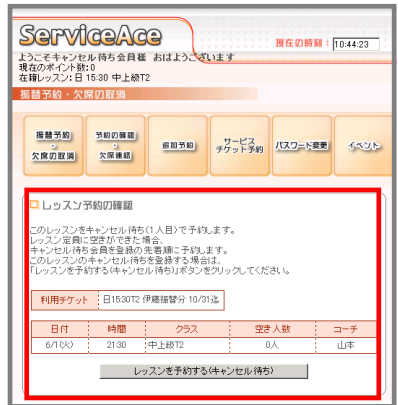 ServiceAce
現在の時刻： 10:44:23
ようこそキャンセル待ち会員様 おはようございます
現在のポイント数:0
在籍レッスン: 日 15:30 中上級T2
振替予約・欠席の取消
振替予約
・
欠席の取消
予約の確認
・
欠席連絡
追加予約
サービス
チケット予約
パスワード変更
イベント
レッスン予約の確認
このレッスンをキャンセル待ち(1人目)で予約します。
レッスン定員に空きができた場合、
キャンセル待ち会員を登録の先着順に予約します。
このレッスンのキャンセル待ちを登録する場合は、
「レッスンを予約する(キャンセル待ち)」ボタンをクリックしてください。
利用チケット 日1530T2 伊藤振替分 10/31迄
日付 時間 クラス 空き人数 コーチ
6/1(火) 21:30 中上級T2 0人 山本
レッスンを予約する(キャンセル待ち)